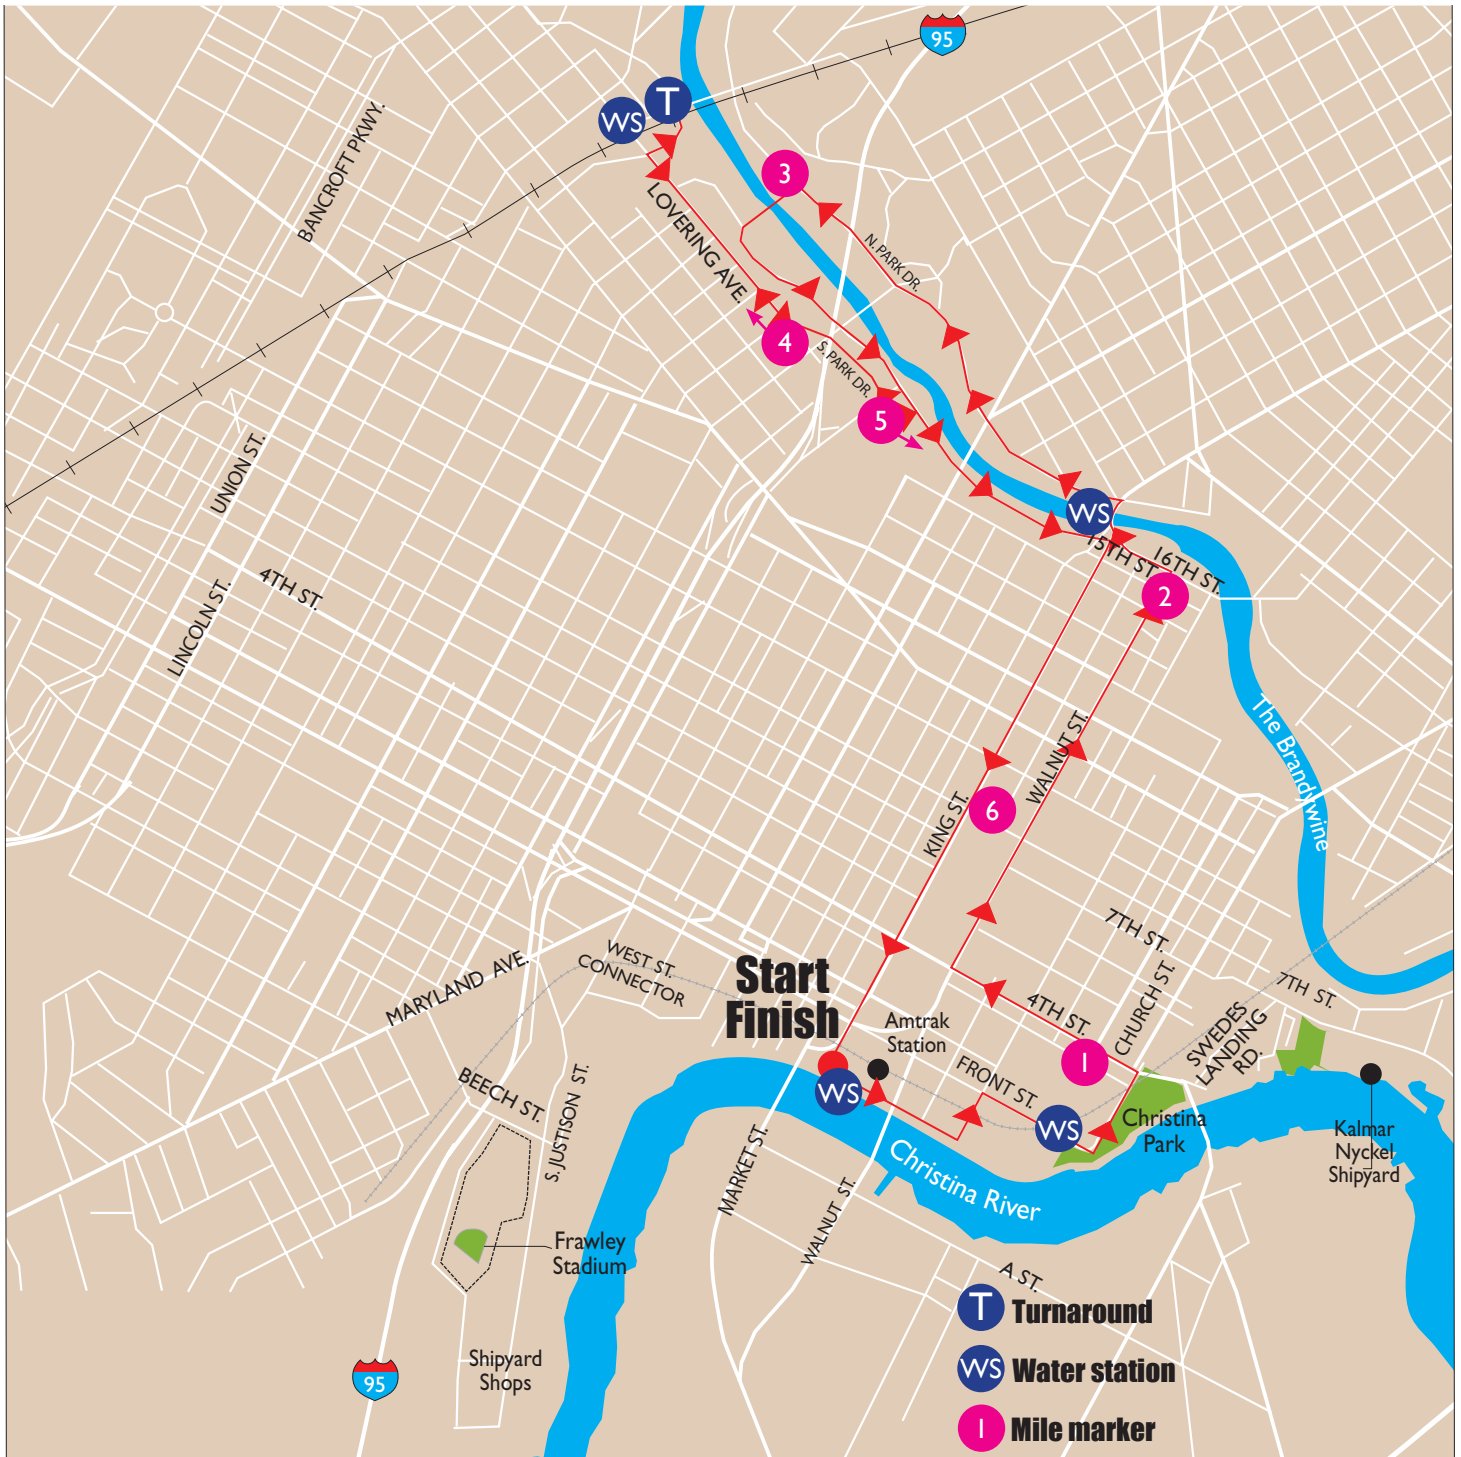 95
T
WS
3
BANCROFT PKWY.
LOVERING AVE.
N. PARK DR.
4
S. PARK DR.
5
UNION ST.
WS
15TH ST.
16TH ST.
2
4TH ST.
LINCOLN ST.
The Brandywine
WALNUT ST.
KING ST.
6
7TH ST.
WEST ST.
CONNECTOR
MARYLAND AVE.
Start
Finish
Amtrak
Station
4TH ST.
CHURCH ST.
SWEDES
LANDING
RD.
7TH ST.
FRONT ST.
1
BEECH ST.
S. JUSTISON ST.
WS
WS
Christina
Park
Kalmar
Nyckel
Shipyard
MARKET ST.
WALNUT ST.
Christina River
Frawley
Stadium
A ST.
T Turnaround
Shipyard
Shops
95
WS Water station
1 Mile marker